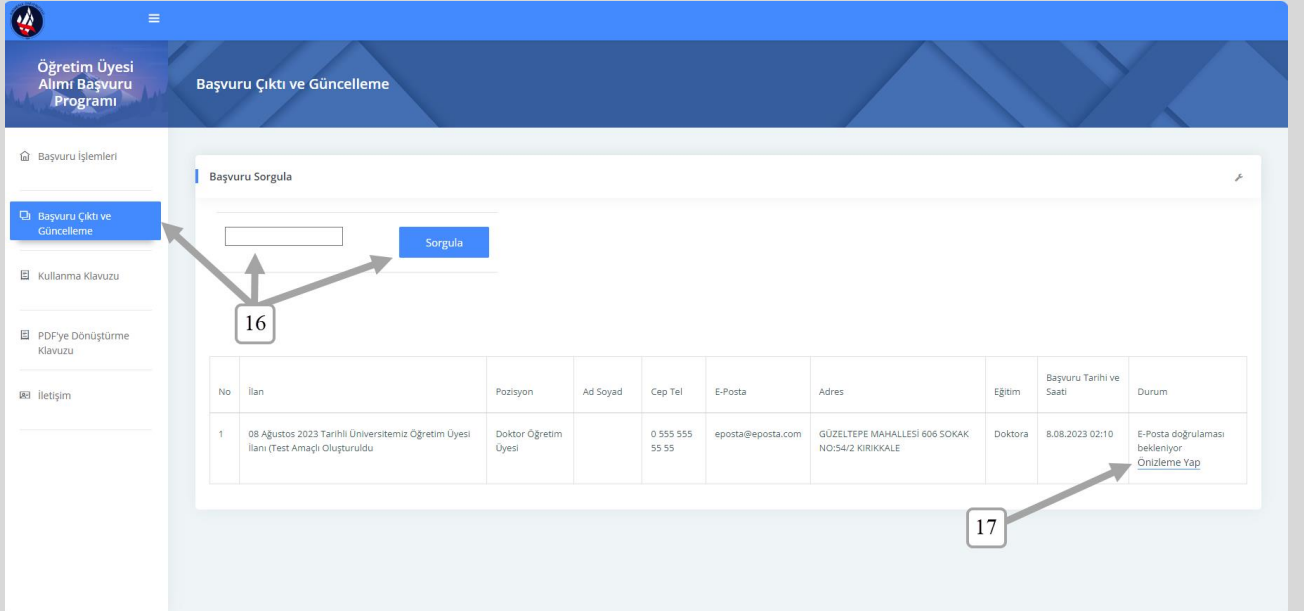 Öğretim Üyesi
Alımı Başvuru
Programı
Başvuru Çıktı ve Güncelleme
Başvuru İşlemleri
Başvuru Çıktı ve
Güncelleme
Kullanma Klavuzu
PDF'ye Dönüştürme
Klavuzu
İletişim
Başvuru Sorgula
Sorgula
16
No İlan Pozisyon Ad Soyad Cep Tel E-Posta Adres Eğitim Başvuru Tarihi ve Durum
Saati
1 08 Ağustos 2023 Tarihli Üniversitemiz Öğretim Üyesi Doktor Öğretim 0 555 555 eposta@eposta.com GÜZELTEPE MAHALLESİ 606 SOKAK Doktora 8.08.2023 02:10 E-Posta doğrulaması
İlanı (Test Amaçlı Oluşturuldu Üyesi 55 55 NO:54/2 KIRIKKALE bekleniyor
Önizleme Yap
17